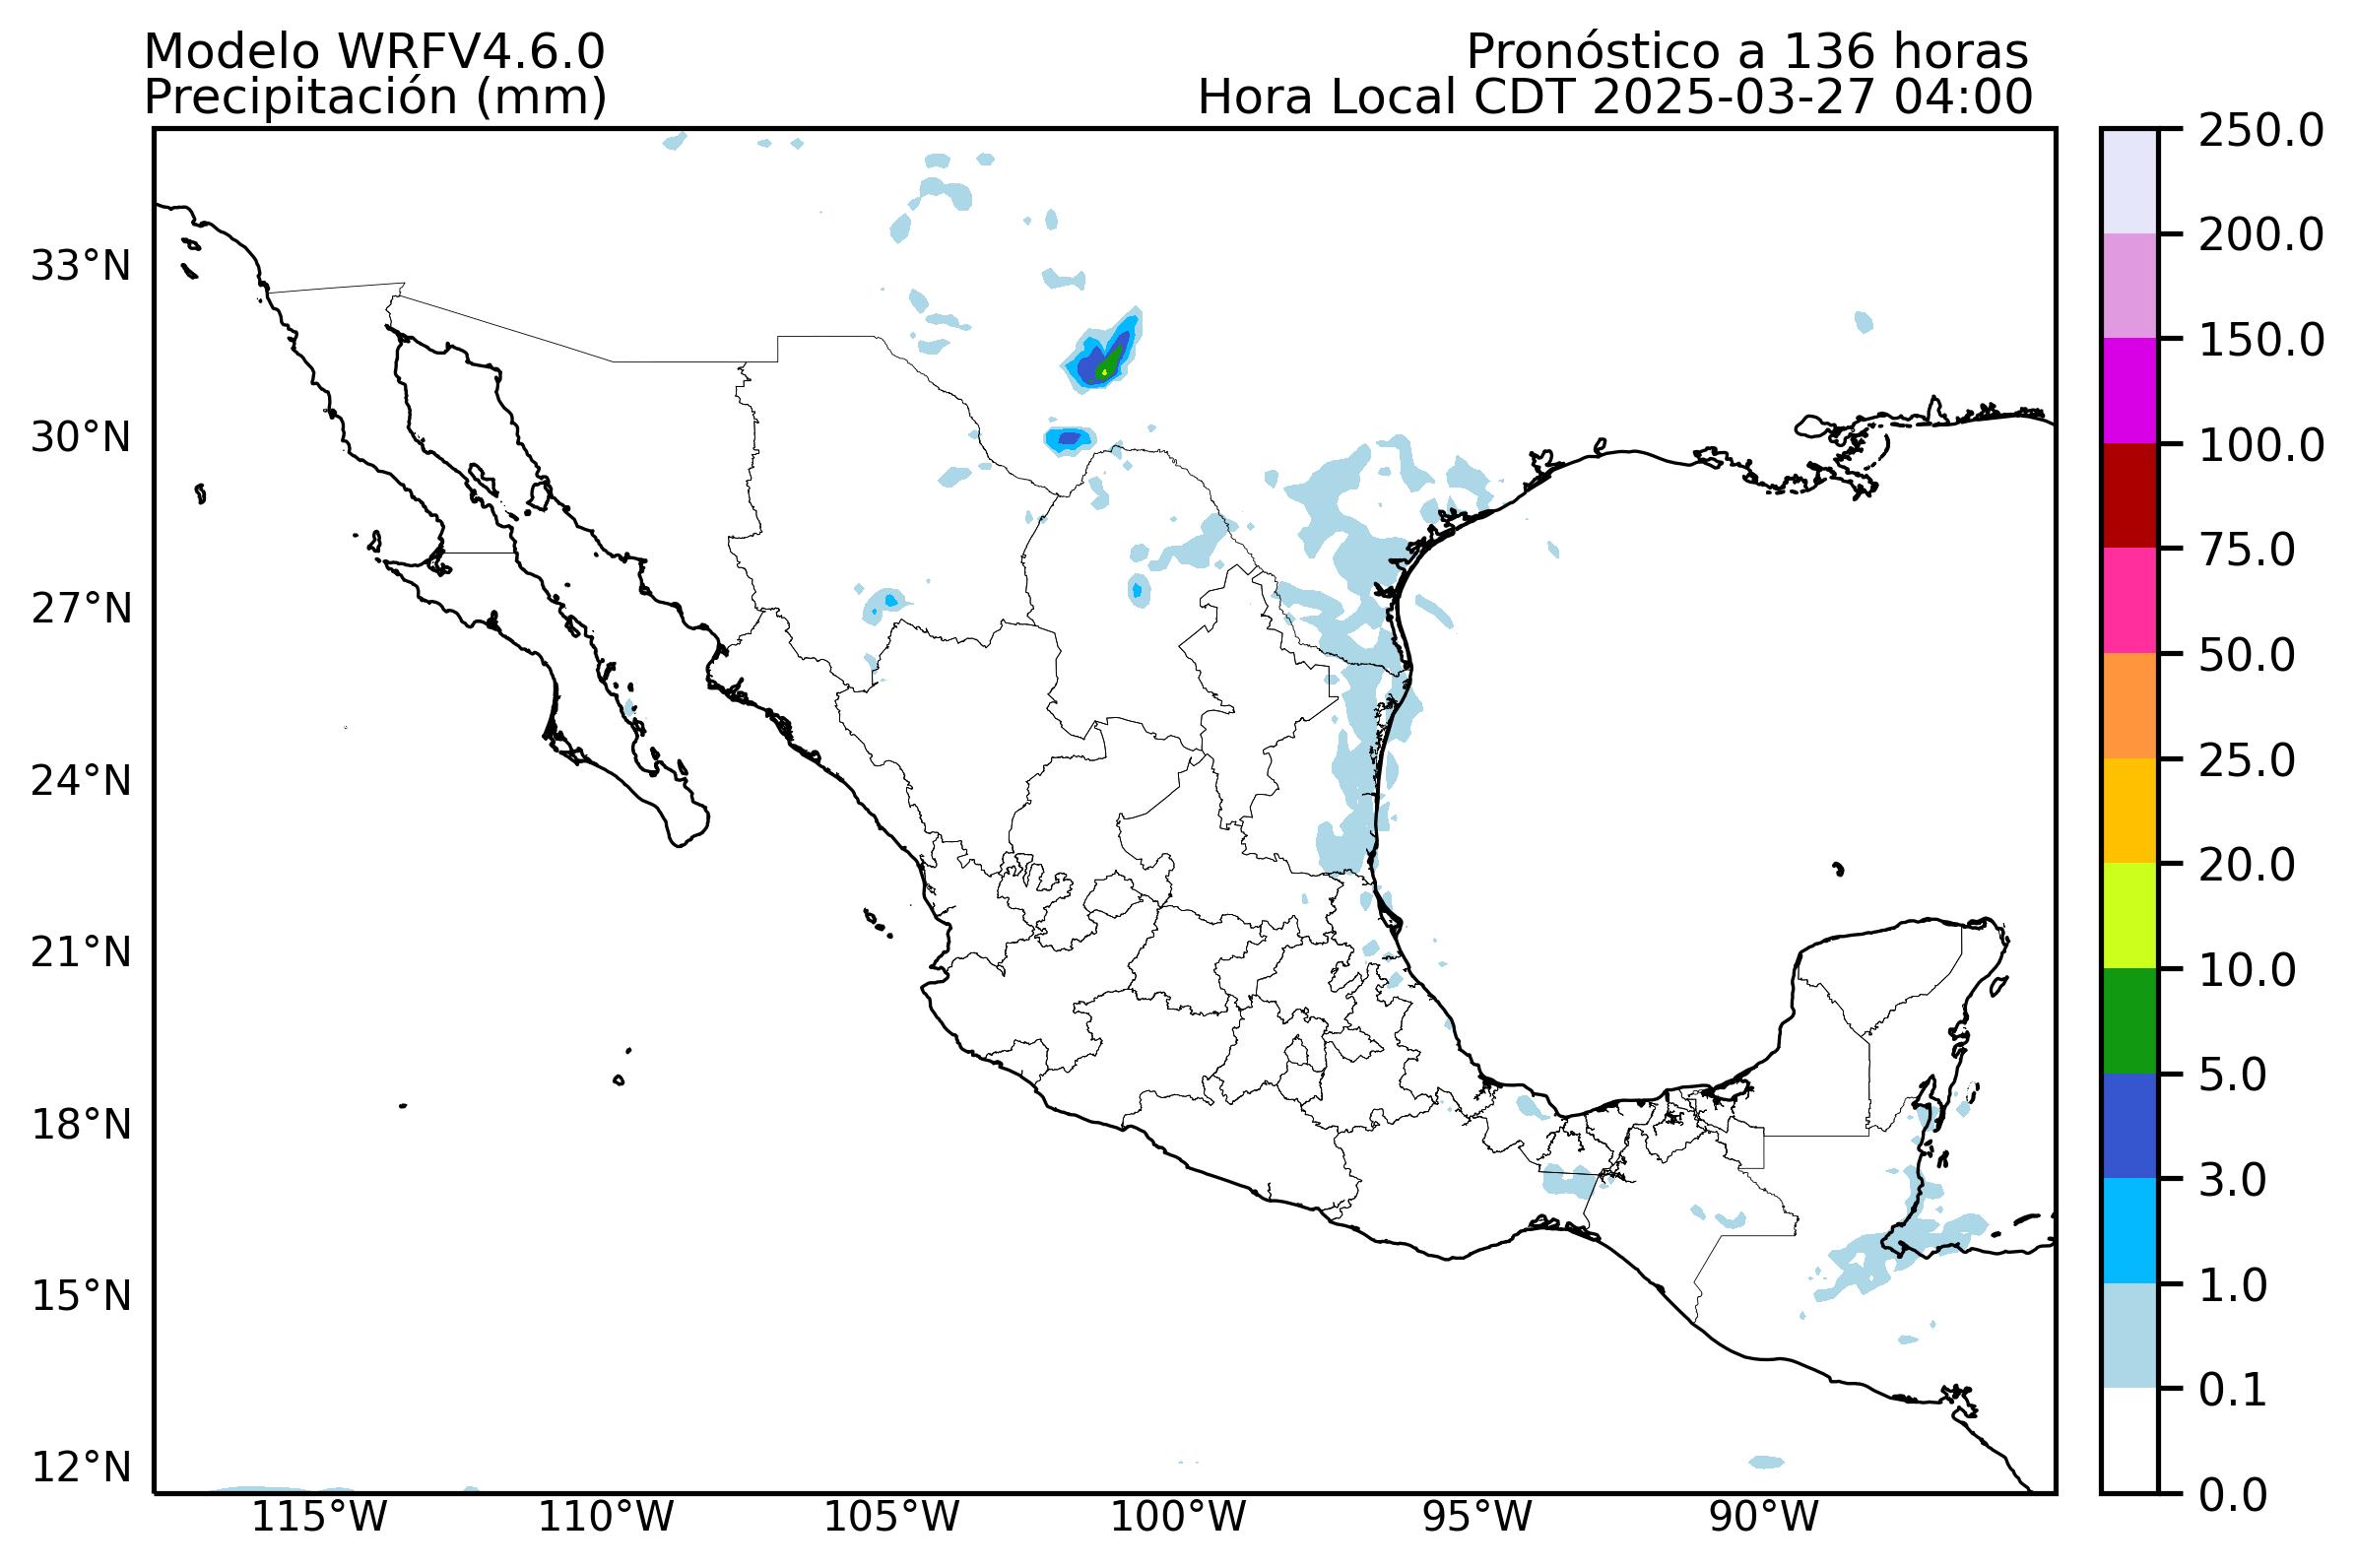 Modelo WRFV4.6.0
Precipitación (mm)
Pronóstico a 136 horas
Hora Local CDT 2025-03-27 04:00
33°N
30°N
27°N
24°N
21°N
18°N
15°N
12°N
115°W
110°W
105°W
100°W
95°W
90°W
250.0
200.0
150.0
100.0
75.0
50.0
25.0
20.0
10.0
5.0
3.0
1.0
0.1
0.0